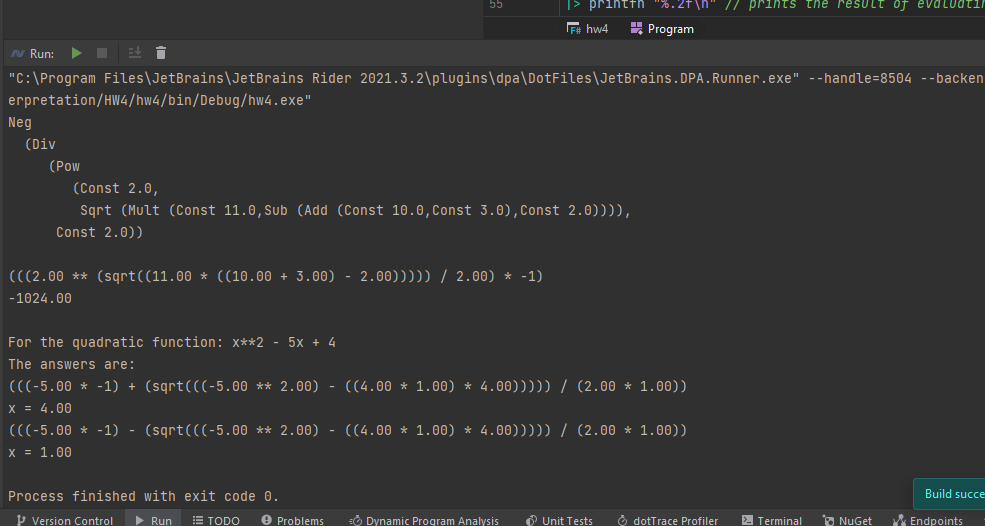 55 |> printfn "%.2f\n" // prints the result of evaluatin
hw4 Program
Run:
"C:\Program Files\JetBrains\JetBrains Rider 2021.3.2\plugins\dpa\DotFiles\JetBrains.DPA.Runner.exe" --handle=8504 --backen
erpretation/HW4/hw4/bin/Debug/hw4.exe"
Neg
  (Div
     (Pow
        (Const 2.0,
         Sqrt (Mult (Const 11.0,Sub (Add (Const 10.0,Const 3.0),Const 2.0)))),
      Const 2.0))
(((2.00 ** (sqrt((11.00 * ((10.00 + 3.00) - 2.00))))) / 2.00) * -1)
-1024.00
For the quadratic function: x**2 - 5x + 4
The answers are:
(((-5.00 * -1) + (sqrt(((-5.00 ** 2.00) - ((4.00 * 1.00) * 4.00))))) / (2.00 * 1.00))
x = 4.00
(((-5.00 * -1) - (sqrt(((-5.00 ** 2.00) - ((4.00 * 1.00) * 4.00))))) / (2.00 * 1.00))
x = 1.00
Process finished with exit code 0.
Build succe
Version Control Run TODO Problems Dynamic Program Analysis Unit Tests dotTrace Profiler Terminal NuGet Endpoints